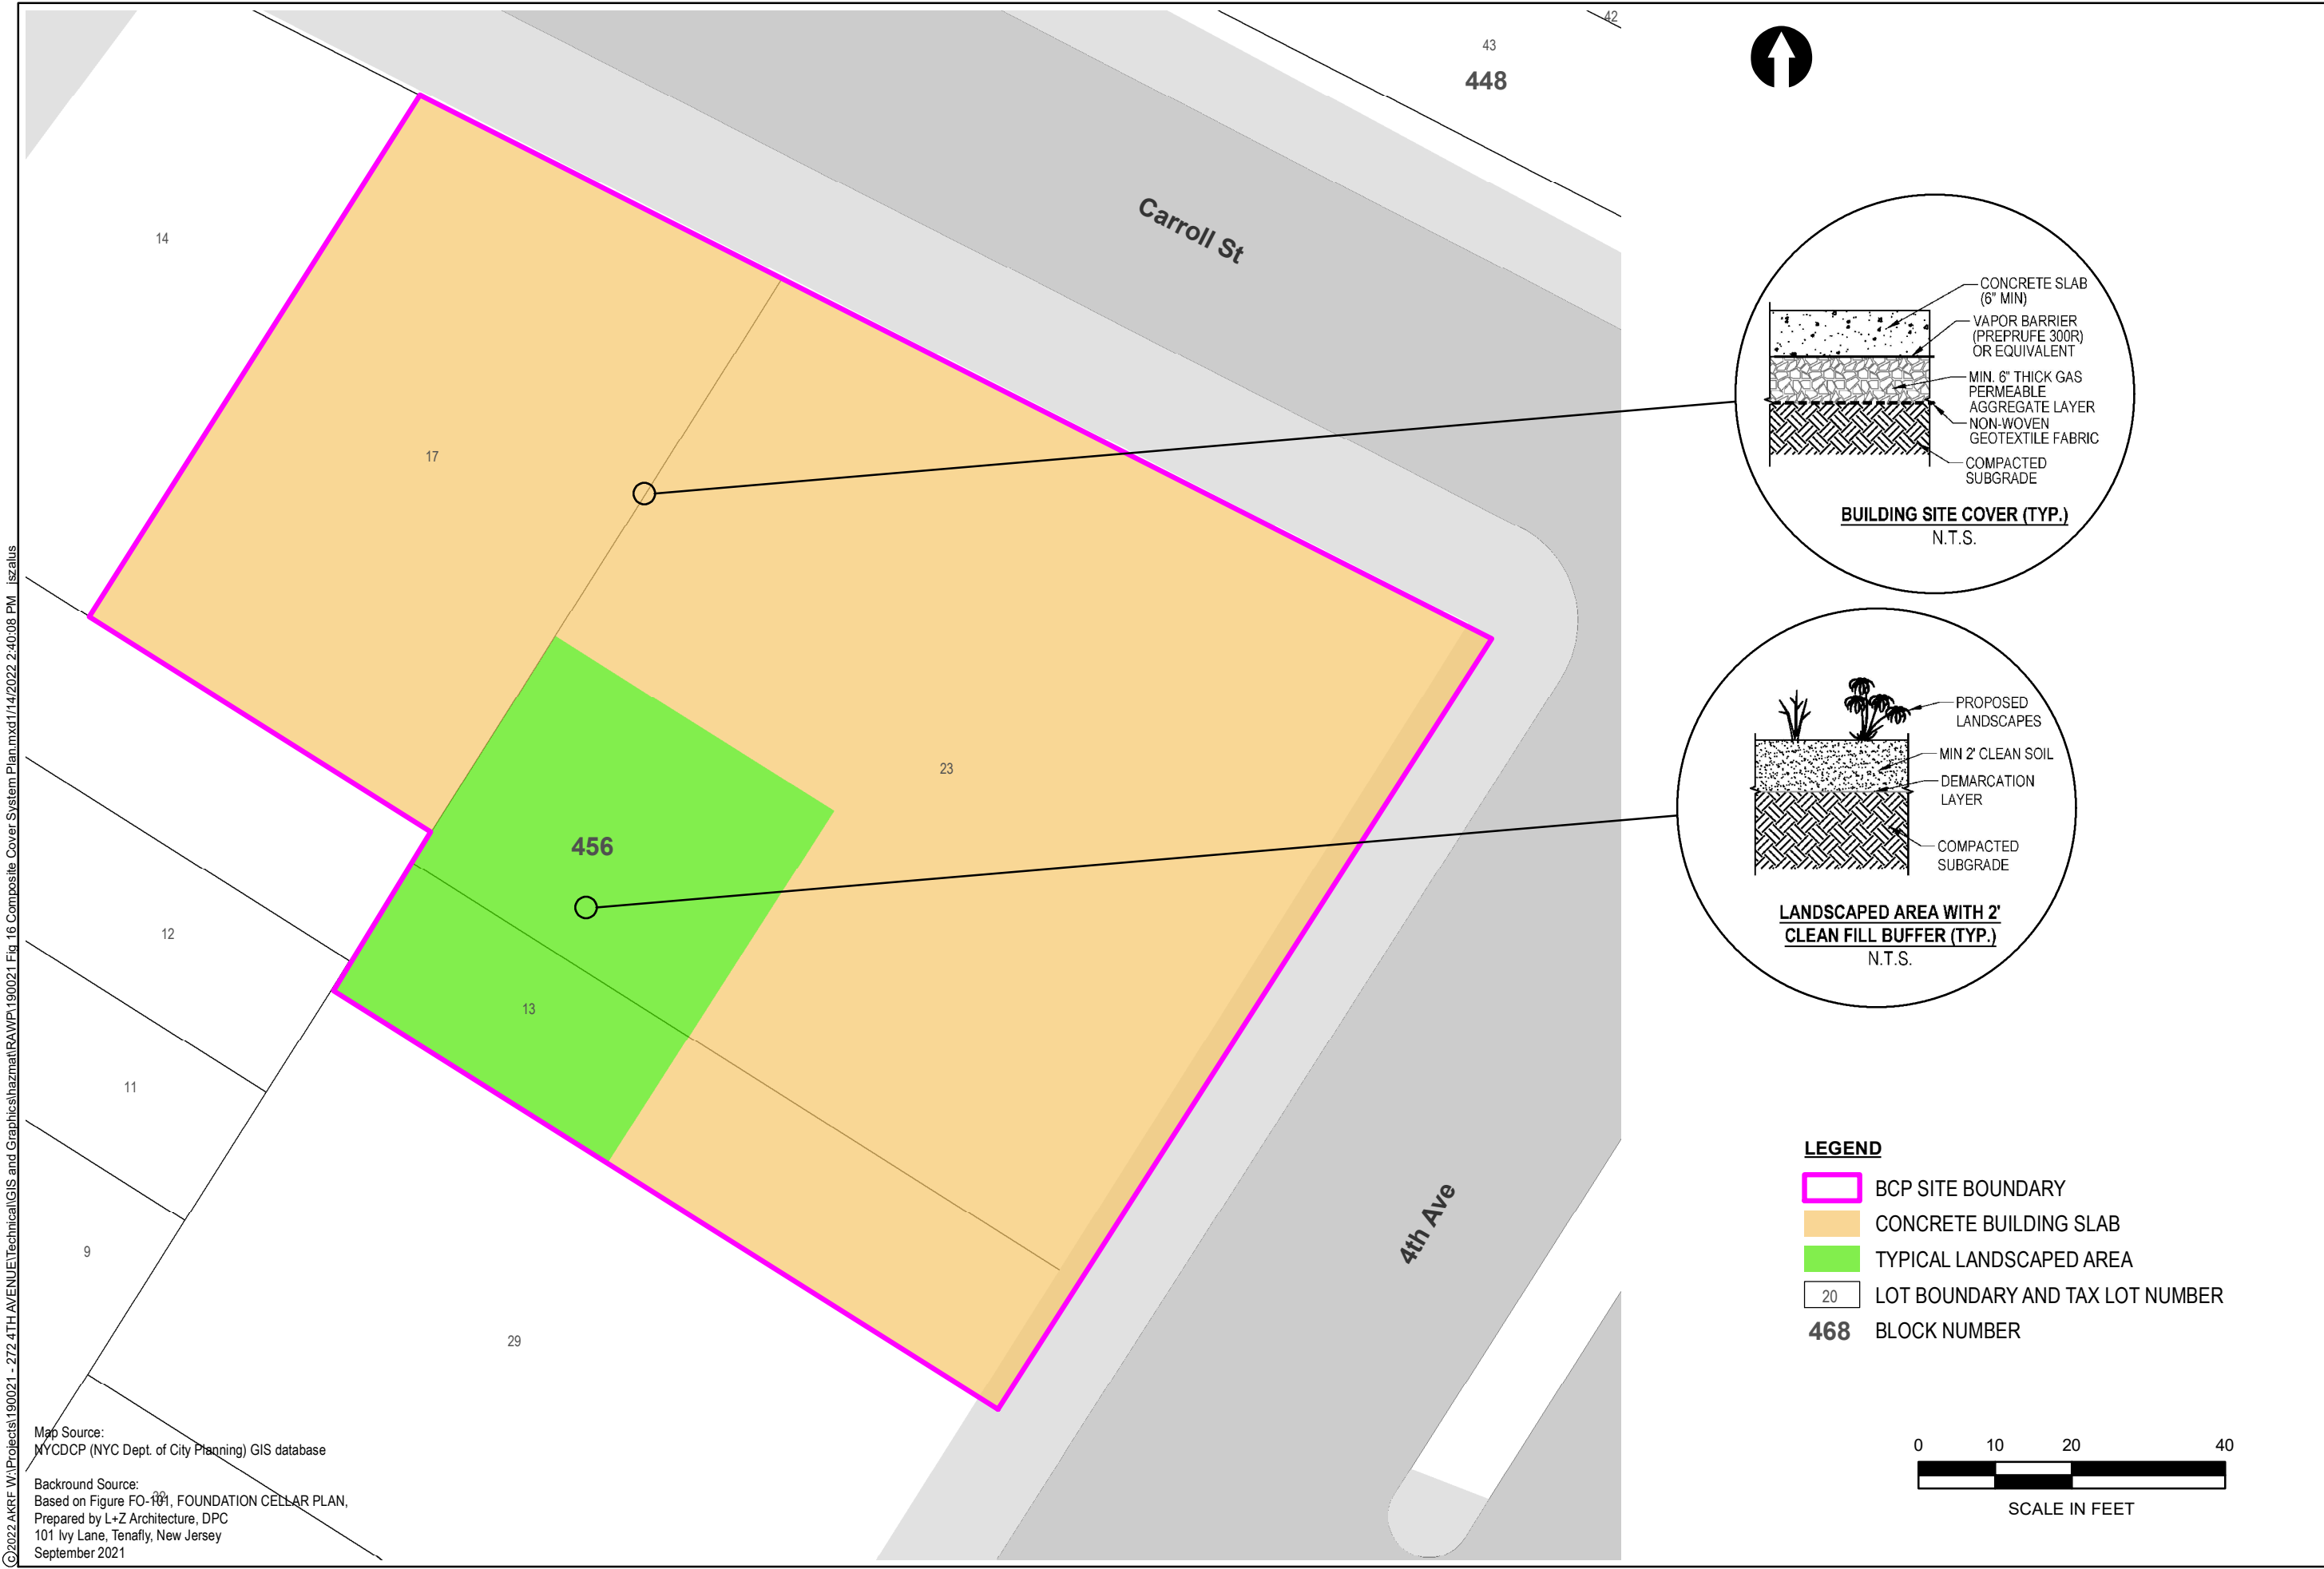 42
43
448
Carroll St
14
17
23
456
12
13
11
9
29
32
4th Ave
CONCRETE SLAB
(6" MIN)
VAPOR BARRIER
(PREPRUFE 300R)
OR EQUIVALENT
MIN. 6" THICK GAS
PERMEABLE
AGGREGATE LAYER
NON-WOVEN
GEOTEXTILE FABRIC
COMPACTED
SUBGRADE
BUILDING SITE COVER (TYP.)
N.T.S.
PROPOSED
LANDSCAPES
MIN 2' CLEAN SOIL
DEMARCATION
LAYER
COMPACTED
SUBGRADE
LANDSCAPED AREA WITH 2'
CLEAN FILL BUFFER (TYP.)
N.T.S.
LEGEND
BCP SITE BOUNDARY
CONCRETE BUILDING SLAB
TYPICAL LANDSCAPED AREA
20 LOT BOUNDARY AND TAX LOT NUMBER
468 BLOCK NUMBER
0 10 20 40
SCALE IN FEET
Map Source:
NYCDCP (NYC Dept. of City Planning) GIS database
Backround Source:
Based on Figure FO-101, FOUNDATION CELLAR PLAN,
Prepared by L+Z Architecture, DPC
101 Ivy Lane, Tenafly, New Jersey
September 2021
©2022 AKRF W:\Projects\190021 - 272 4TH AVENUE\Technical\GIS and Graphics\hazmat\RAWP\190021 Fig 16 Composite Cover System Plan.mxd1/14/2022 2:40:08 PM jszalus